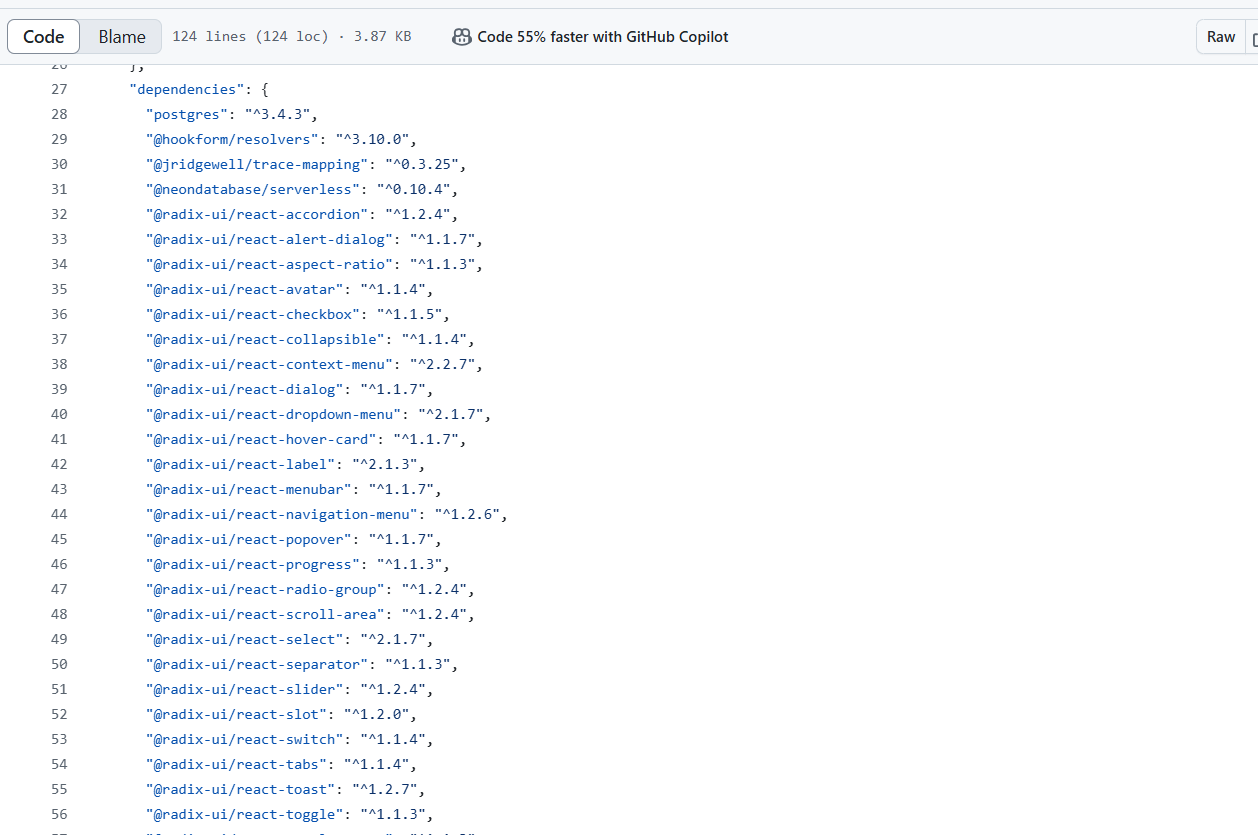 Code Blame 124 lines (124 loc) · 3.87 KB Code 55% faster with GitHub Copilot Raw
26 },
27 "dependencies": {
28 "postgres": "^3.4.3",
29 "@hookform/resolvers": "^3.10.0",
30 "@jridgewell/trace-mapping": "^0.3.25",
31 "@neondatabase/serverless": "^0.10.4",
32 "@radix-ui/react-accordion": "^1.2.4",
33 "@radix-ui/react-alert-dialog": "^1.1.7",
34 "@radix-ui/react-aspect-ratio": "^1.1.3",
35 "@radix-ui/react-avatar": "^1.1.4",
36 "@radix-ui/react-checkbox": "^1.1.5",
37 "@radix-ui/react-collapsible": "^1.1.4",
38 "@radix-ui/react-context-menu": "^2.2.7",
39 "@radix-ui/react-dialog": "^1.1.7",
40 "@radix-ui/react-dropdown-menu": "^2.1.7",
41 "@radix-ui/react-hover-card": "^1.1.7",
42 "@radix-ui/react-label": "^2.1.3",
43 "@radix-ui/react-menubar": "^1.1.7",
44 "@radix-ui/react-navigation-menu": "^1.2.6",
45 "@radix-ui/react-popover": "^1.1.7",
46 "@radix-ui/react-progress": "^1.1.3",
47 "@radix-ui/react-radio-group": "^1.2.4",
48 "@radix-ui/react-scroll-area": "^1.2.4",
49 "@radix-ui/react-select": "^2.1.7",
50 "@radix-ui/react-separator": "^1.1.3",
51 "@radix-ui/react-slider": "^1.2.4",
52 "@radix-ui/react-slot": "^1.2.0",
53 "@radix-ui/react-switch": "^1.1.4",
54 "@radix-ui/react-tabs": "^1.1.4",
55 "@radix-ui/react-toast": "^1.2.7",
56 "@radix-ui/react-toggle": "^1.1.3",